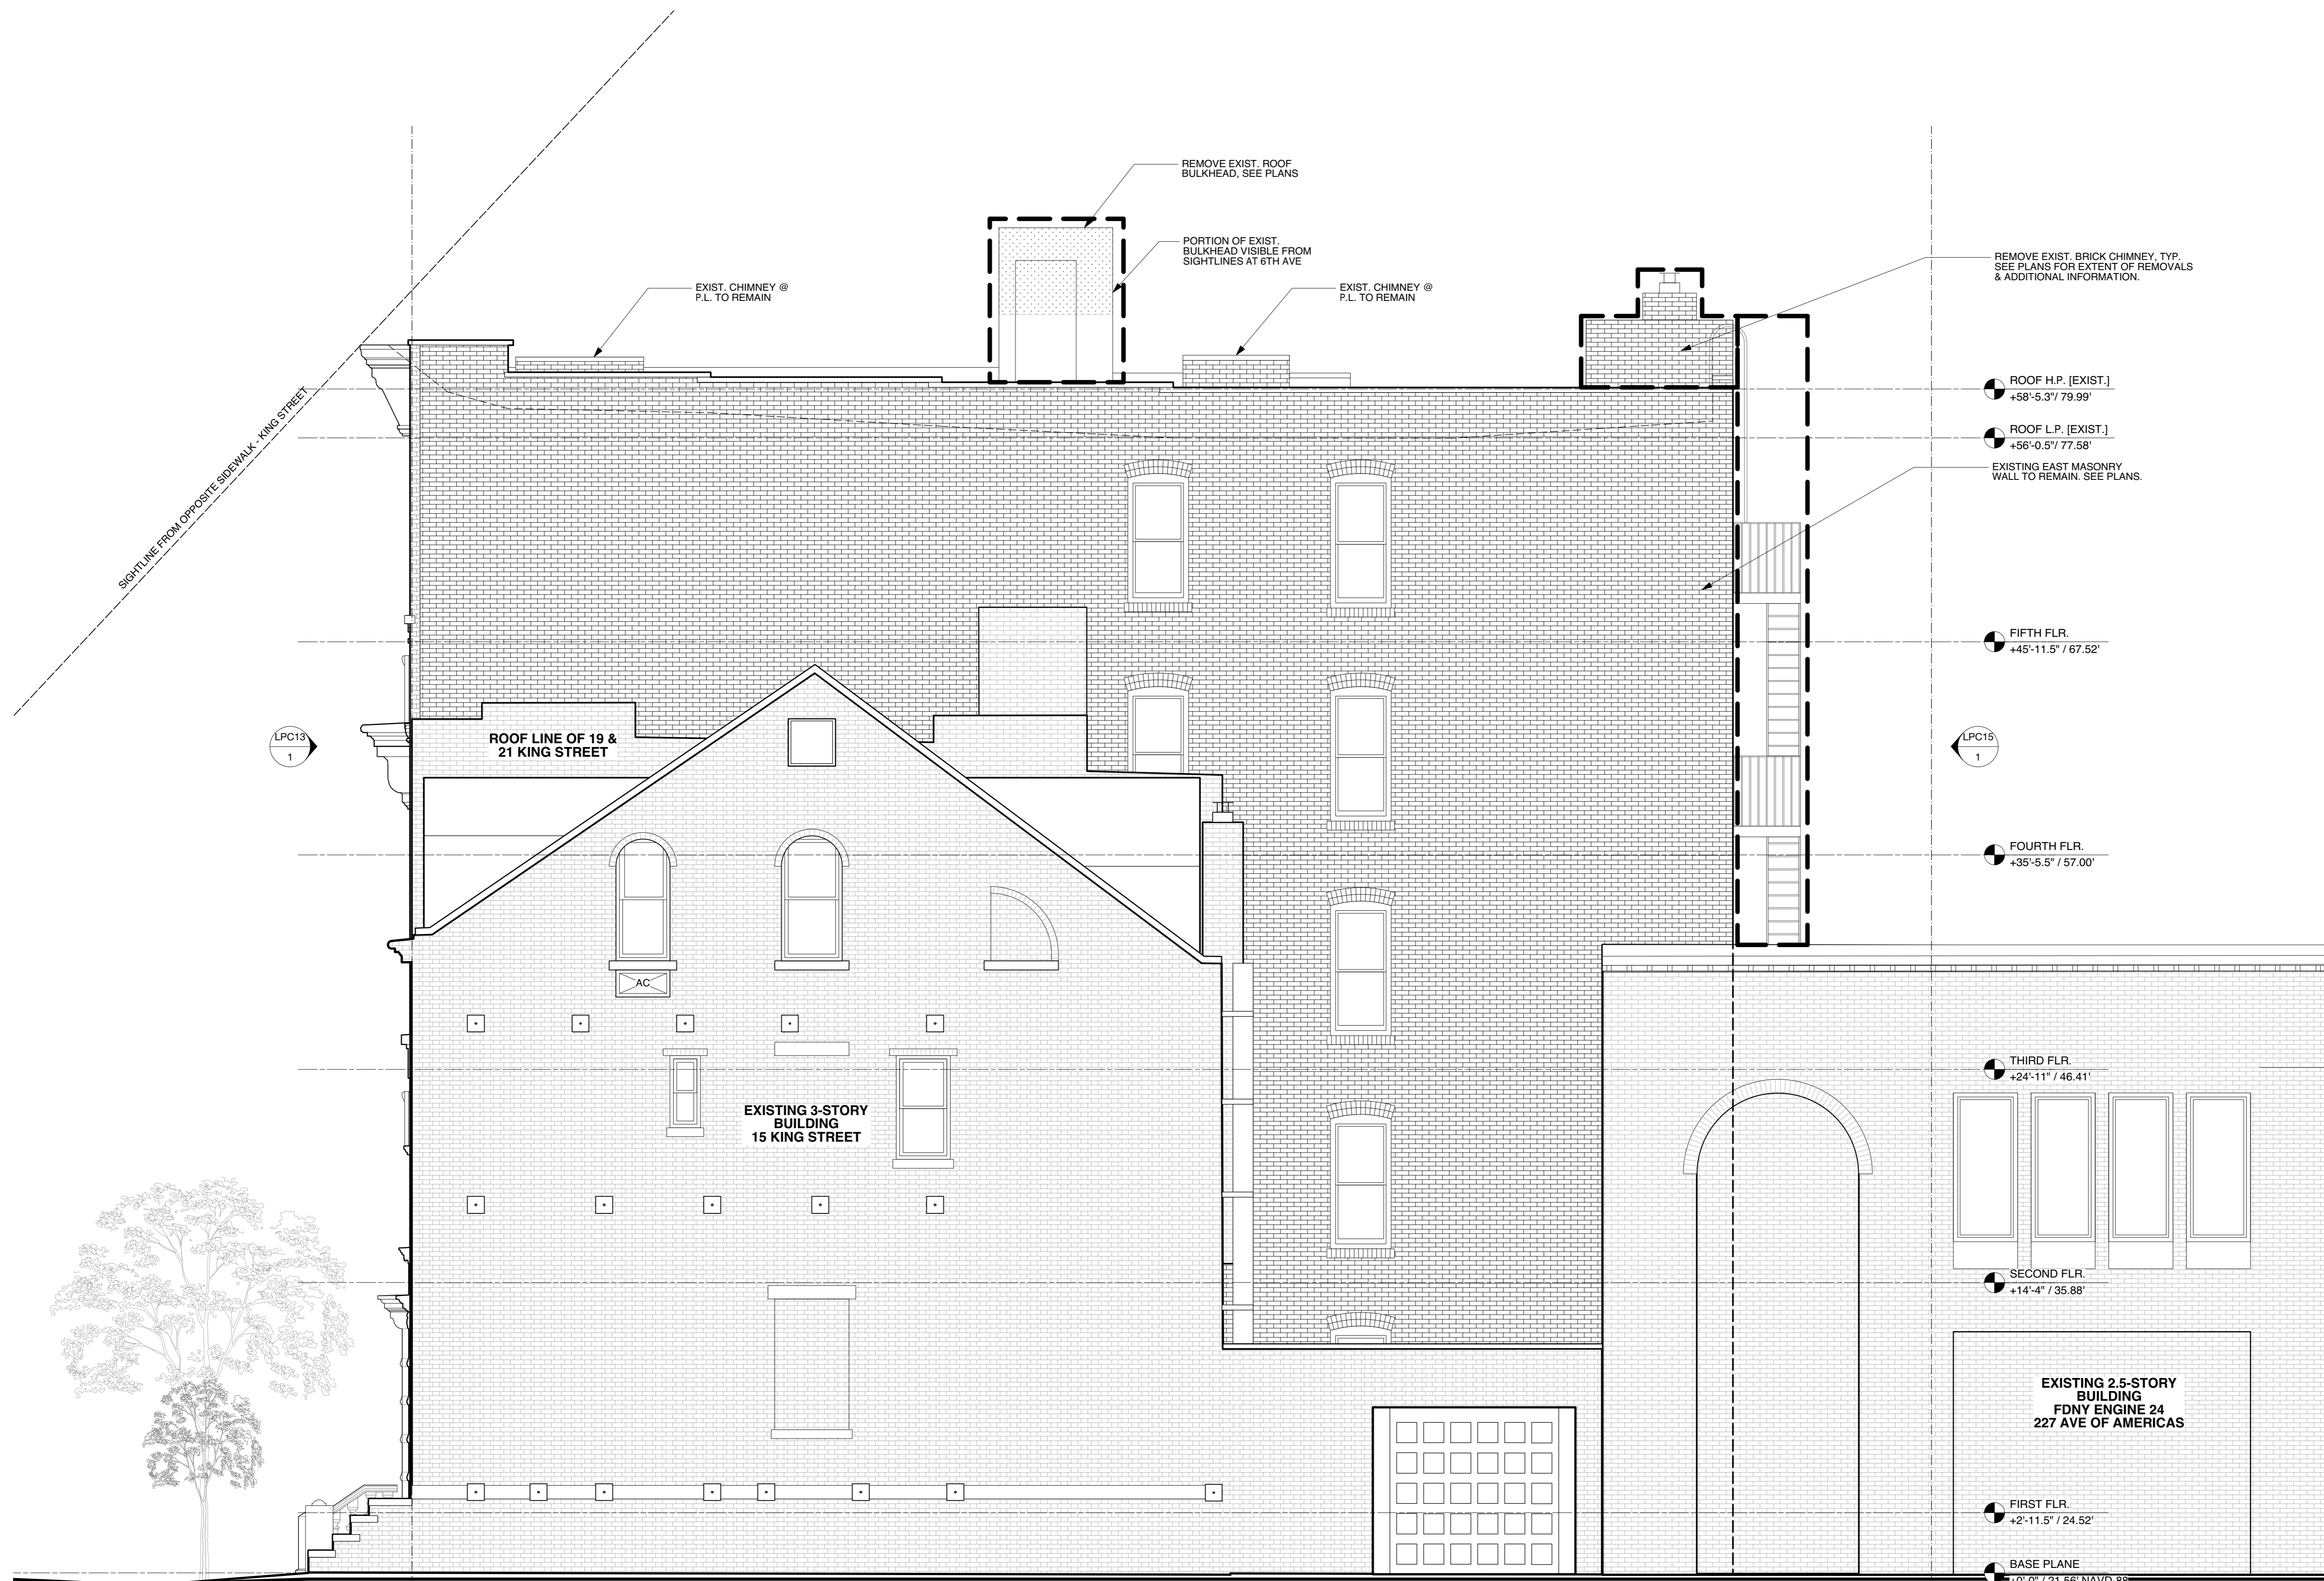 REMOVE EXIST. ROOF
BULKHEAD, SEE PLANS
PORTION OF EXIST.
BULKHEAD VISIBLE FROM
SIGHTLINES AT 6TH AVE
REMOVE EXIST. BRICK CHIMNEY, TYP.
SEE PLANS FOR EXTENT OF REMOVALS
& ADDITIONAL INFORMATION.
EXIST. CHIMNEY @
P.L. TO REMAIN
EXIST. CHIMNEY @
P.L. TO REMAIN
SIGHTLINE FROM OPPOSITE SIDEWALK - KING STREET
ROOF H.P. [EXIST.]
+58'-5.3"/ 79.99'
ROOF L.P. [EXIST.]
+56'-0.5"/ 77.58'
EXISTING EAST MASONRY
WALL TO REMAIN. SEE PLANS.
FIFTH FLR.
+45'-11.5" / 67.52'
LPC13
1
ROOF LINE OF 19 &
21 KING STREET
LPC15
1
FOURTH FLR.
+35'-5.5" / 57.00'
AC
THIRD FLR.
+24'-11" / 46.41'
EXISTING 3-STORY
BUILDING
15 KING STREET
SECOND FLR.
+14'-4" / 35.88'
EXISTING 2.5-STORY
BUILDING
FDNY ENGINE 24
227 AVE OF AMERICAS
FIRST FLR.
+2'-11.5" / 24.52'
BASE PLANE
+0'-0" / 21.56' NAVD-88